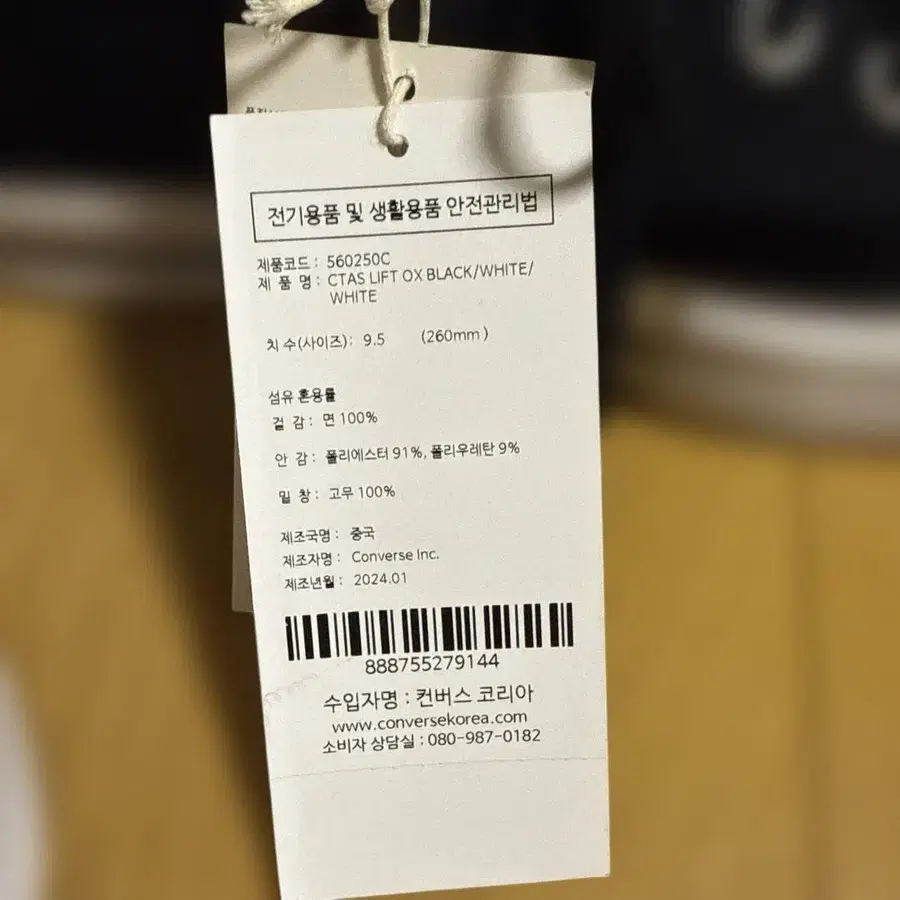 전기용품 및 생활용품 안전관리법
제품코드 : 560250C
제 품 명 : CTAS LIFT OX BLACK/WHITE/
WHITE
치 수(사이즈) : 9.5 (260mm)
섬유 혼용률
겉 감 : 면 100%
안 감 : 폴리에스터 91%, 폴리우레탄 9%
밑 창 : 고무 100%
제조국명 : 중국
제조자명 : Converse Inc.
제조년월 : 2024.01
888755279144
수입자명 : 컨버스 코리아
www.conversekorea.com
소비자 상담실 : 080-987-0182